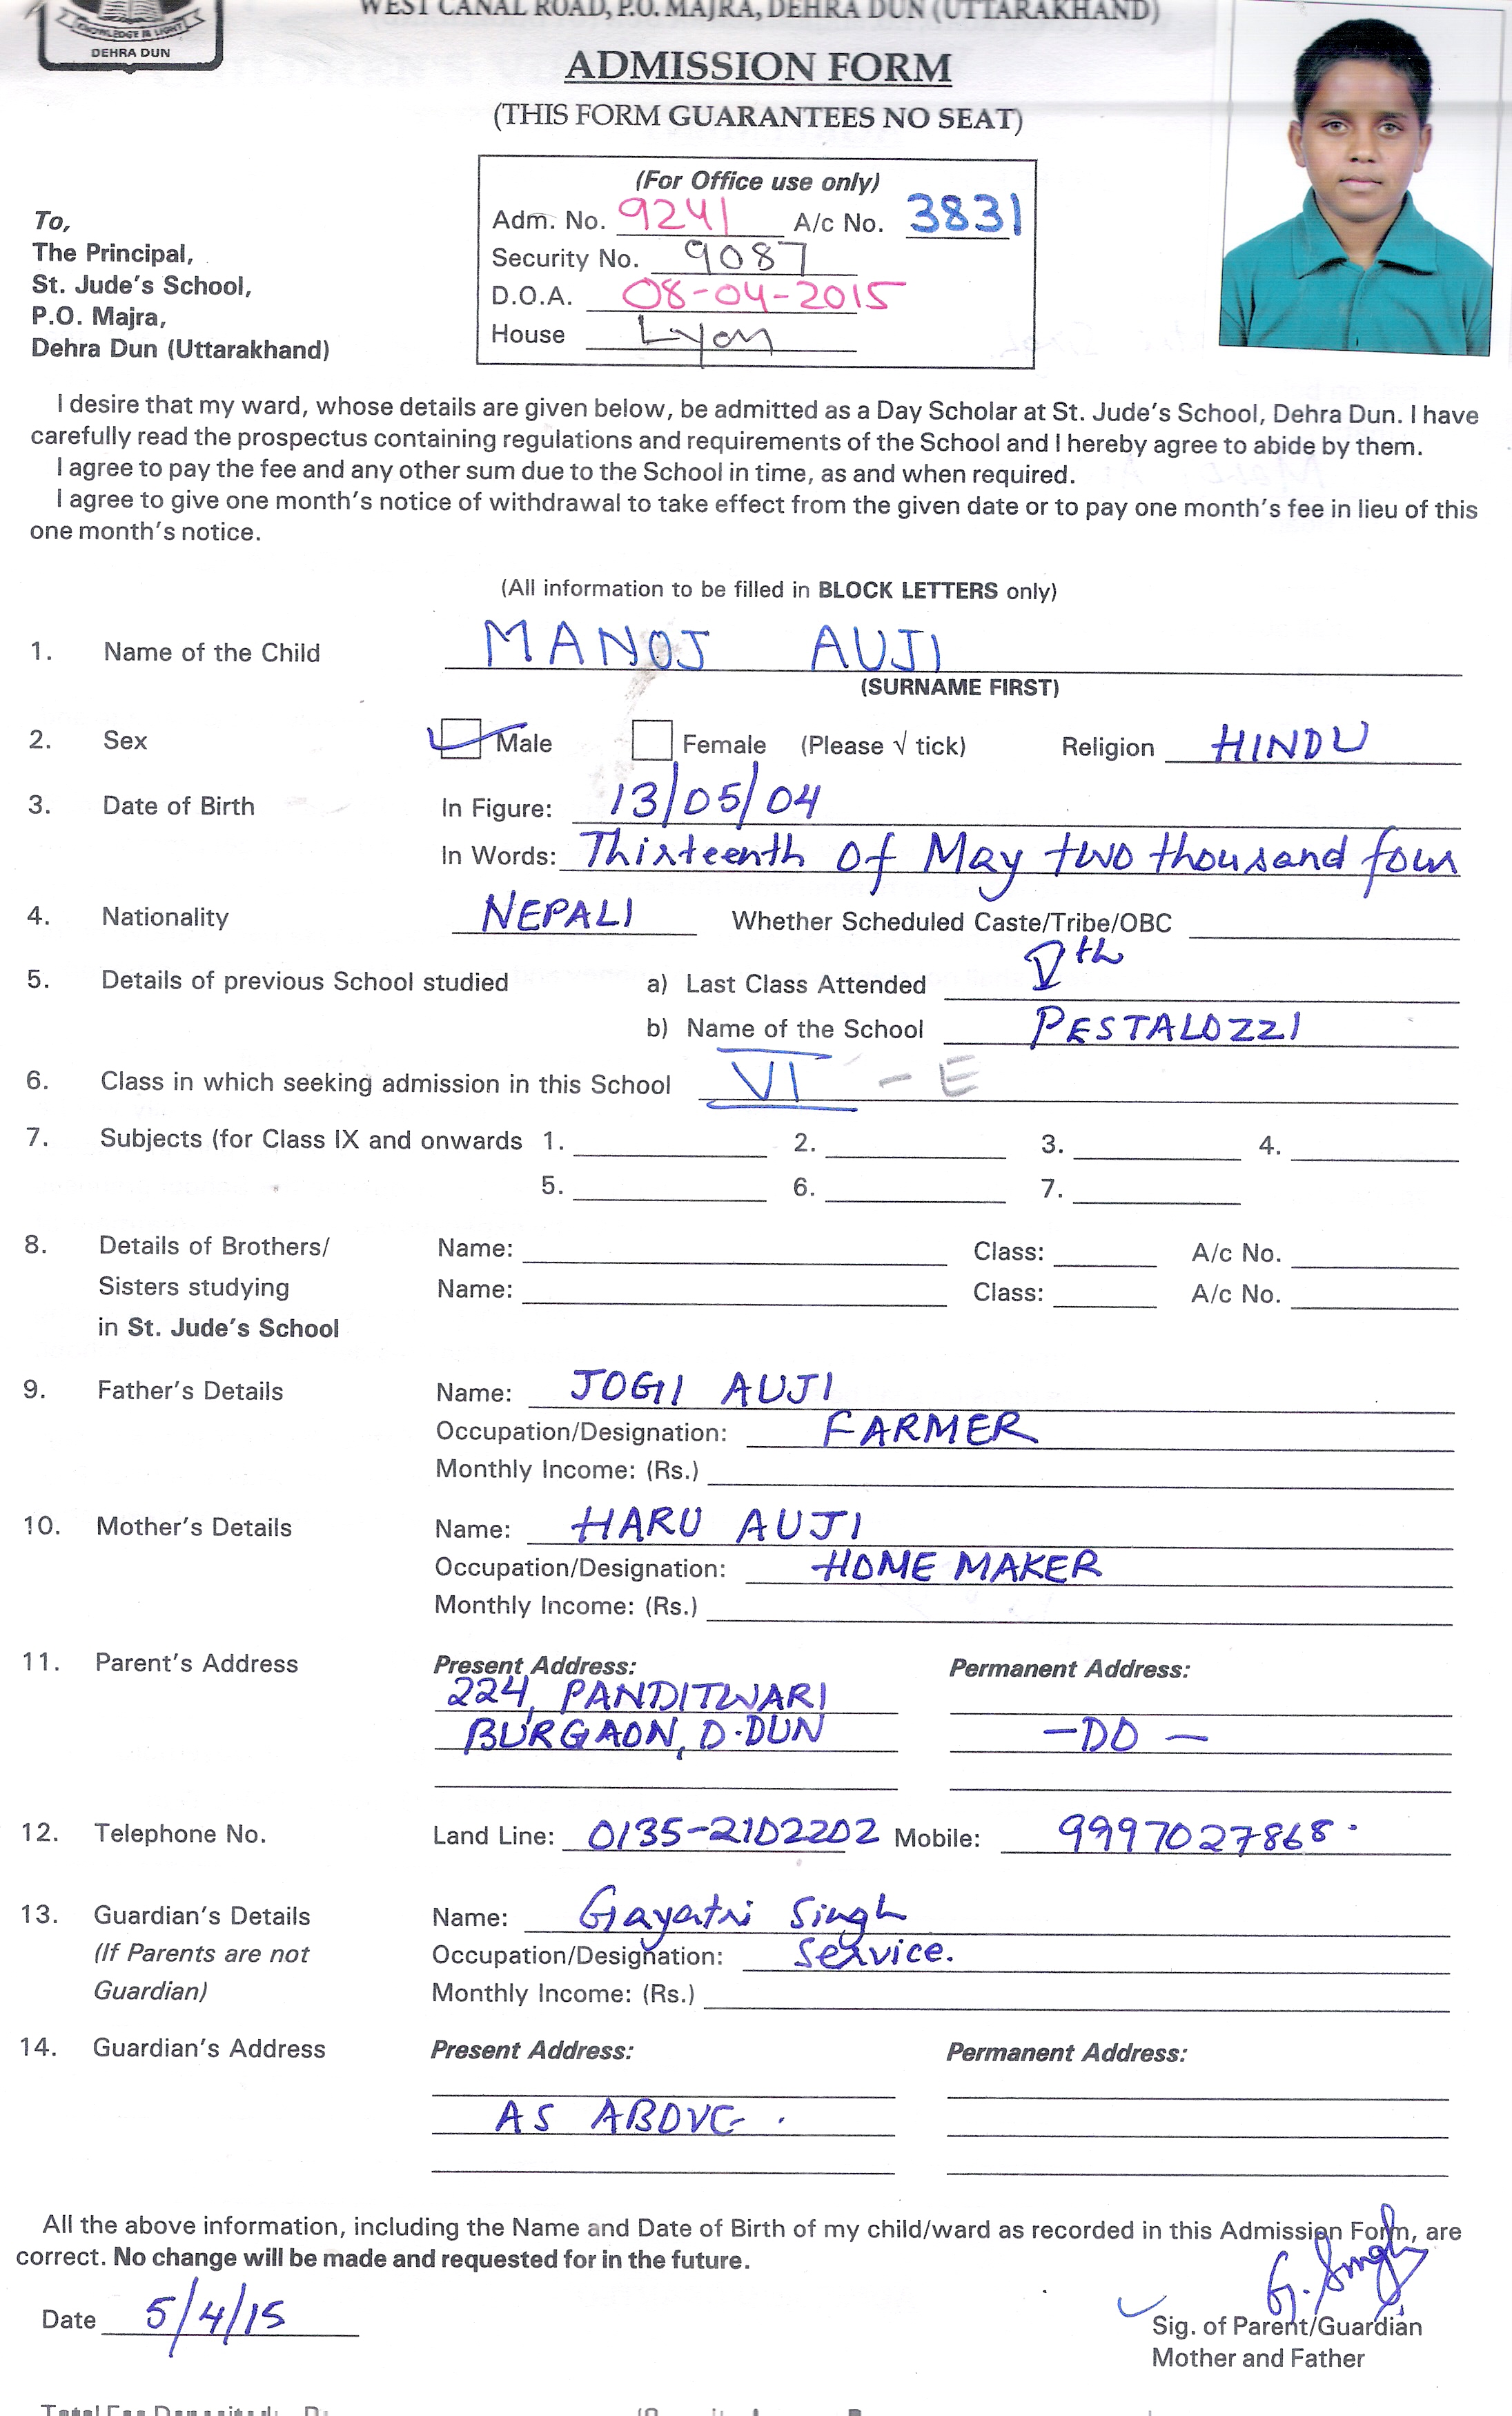 WEST CANAL ROAD, P.O. MAJRA, DEHRA DUN (UTTARAKHAND)
KNOWLEDGE IS LIGHT
DEHRA DUN
ADMISSION FORM
(THIS FORM GUARANTEES NO SEAT)
(For Office use only)
Adm. No. 9241 A/c No. 3831
Security No. 9087
D.O.A. 08-04-2015
House Lyon
To,
The Principal,
St. Jude's School,
P.O. Majra,
Dehra Dun (Uttarakhand)
I desire that my ward, whose details are given below, be admitted as a Day Scholar at St. Jude's School, Dehra Dun. I have
carefully read the prospectus containing regulations and requirements of the School and I hereby agree to abide by them.
I agree to pay the fee and any other sum due to the School in time, as and when required.
I agree to give one month's notice of withdrawal to take effect from the given date or to pay one month's fee in lieu of this
one month's notice.
(All information to be filled in BLOCK LETTERS only)
1. Name of the Child MANOJ AUJI
(SURNAME FIRST)
2. Sex Male Female (Please √ tick) Religion HINDU
3. Date of Birth In Figure: 13/05/04
In Words: Thirteenth of May two thousand four
4. Nationality NEPALI Whether Scheduled Caste/Tribe/OBC
5. Details of previous School studied a) Last Class Attended Vth
b) Name of the School PESTALOZZI
6. Class in which seeking admission in this School VI - E
7. Subjects (for Class IX and onwards 1. 2. 3. 4.
5. 6. 7.
8. Details of Brothers/ Name: Class: A/c No.
Sisters studying Name: Class: A/c No.
in St. Jude's School
9. Father's Details Name: JOGI AUJI
Occupation/Designation: FARMER
Monthly Income: (Rs.)
10. Mother's Details Name: HARU AUJI
Occupation/Designation: HOME MAKER
Monthly Income: (Rs.)
11. Parent's Address Present Address: Permanent Address:
224, PANDITWARI
BURGAON, D.DUN -DO-
12. Telephone No. Land Line: 0135-2102202 Mobile: 9997027868.
13. Guardian's Details Name: Gayatri Singh
(If Parents are not Occupation/Designation: Service.
Guardian) Monthly Income: (Rs.)
14. Guardian's Address Present Address: Permanent Address:
AS ABOVE.
All the above information, including the Name and Date of Birth of my child/ward as recorded in this Admission Form, are
correct. No change will be made and requested for in the future.
G. Singh
Date 5/4/15
Sig. of Parent/Guardian
Mother and Father